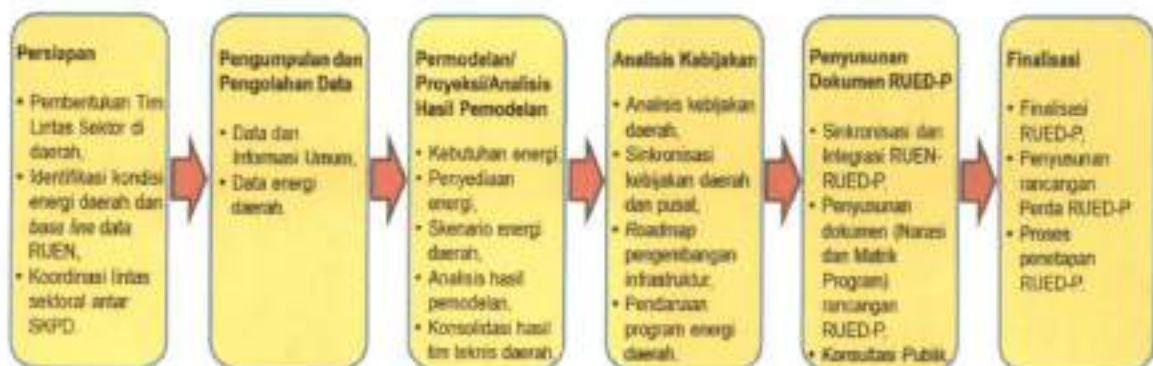 Persiapan
• Pembentukan Tim
Lintas Sektor di
daerah,
• Identifikasi kondisi
energi daerah dan
base line data
RUEN,
• Koordinasi lintas
sektoral antar
SKPD.
Pengumpulan dan
Pengolahan Data
• Data dan
Informasi Umum,
• Data energi
daerah.
Permodelan/
Proyeksi/Analisis
Hasil Pemodelan
• Kebutuhan energi,
• Penyediaan
energi,
• Skenario energi
daerah,
• Analisis hasil
pemodelan,
• Konsolidasi hasil
tim teknis daerah.
Analisis Kebijakan
• Analisis kebijakan
daerah,
• Sinkronisasi
kebijakan daerah
dan pusat,
• Roadmap
pengembangan
infrastruktur,
• Pendanaan
program energi
daerah.
Penyusunan
Dokumen RUED-P
• Sinkronisasi dan
Integrasi RUEN-
RUED-P,
• Penyusunan
dokumen (Narasi
dan Matrik
Program)
rancangan
RUED-P.
• Konsultasi Publik.
Finalisasi
• Finalisasi
RUED-P,
• Penyusunan
rancangan
Perda RUED-P
• Proses
penetapan
RUED-P.